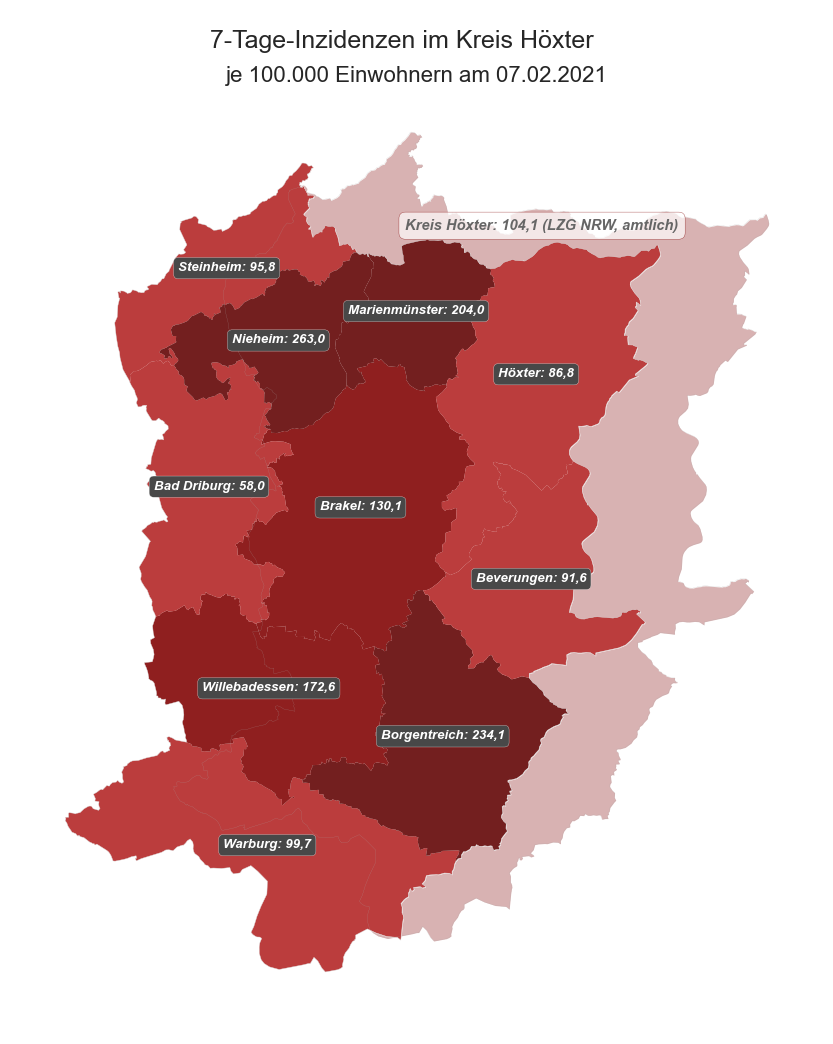 7-Tage-Inzidenzen im Kreis Höxter
je 100.000 Einwohnern am 07.02.2021
Kreis Höxter: 104,1 (LZG NRW, amtlich)
Steinheim: 95,8
Marienmünster: 204,0
Nieheim: 263,0
Höxter: 86,8
Bad Driburg: 58,0
Brakel: 130,1
Beverungen: 91,6
Willebadessen: 172,6
Borgentreich: 234,1
Warburg: 99,7